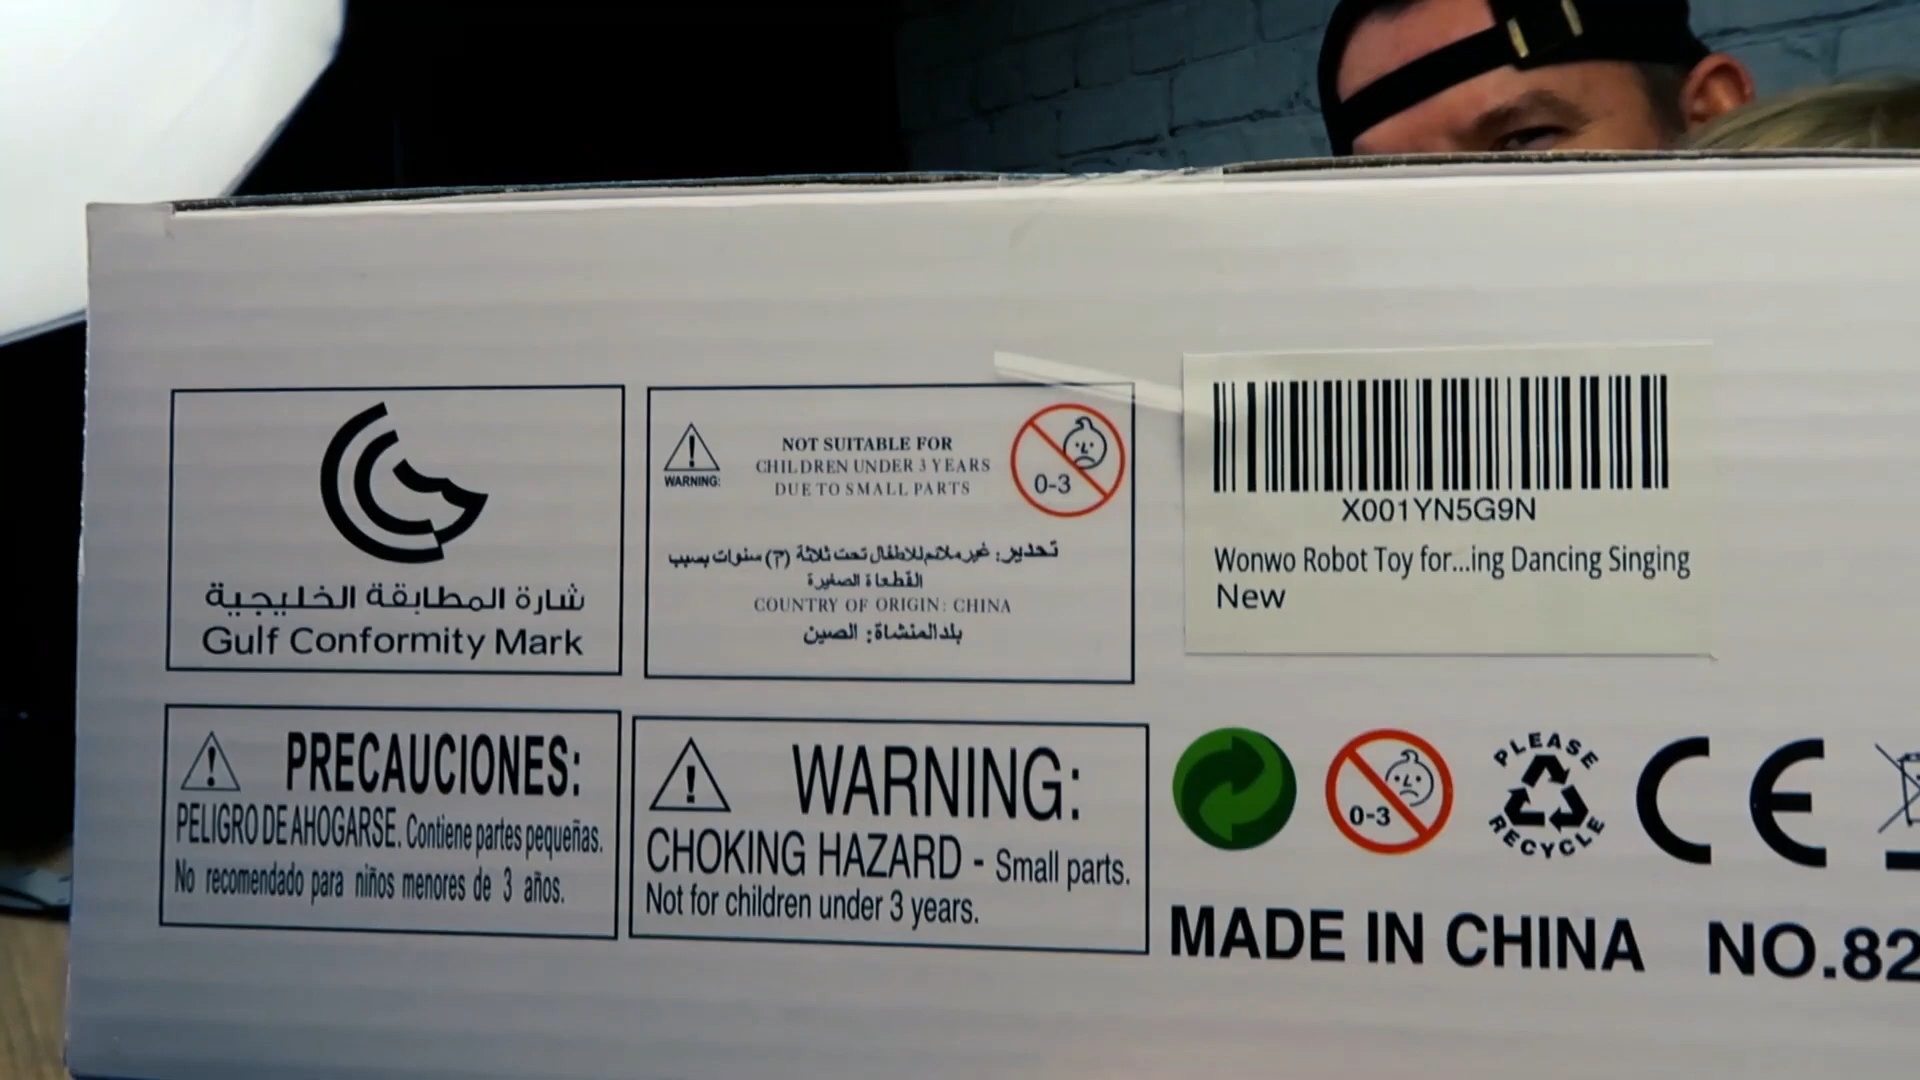 شارة المطابقة الخليجية
Gulf Conformity Mark
WARNING:
NOT SUITABLE FOR
CHILDREN UNDER 3 YEARS
DUE TO SMALL PARTS
0-3
تحذير: غير ملائم للاطفال تحت ثلاثة (٣) سنوات بسبب
القطعاة الصغيرة
COUNTRY OF ORIGIN: CHINA
بلد المنشاة: الصين
X001YN5G9N
Wonwo Robot Toy for...ing Dancing Singing
New
PRECAUCIONES:
PELIGRO DE AHOGARSE. Contiene partes pequeñas.
No recomendado para niños menores de 3 años.
WARNING:
CHOKING HAZARD - Small parts.
Not for children under 3 years.
0-3
PLEASE
RECYCLE
CE
MADE IN CHINA NO.82